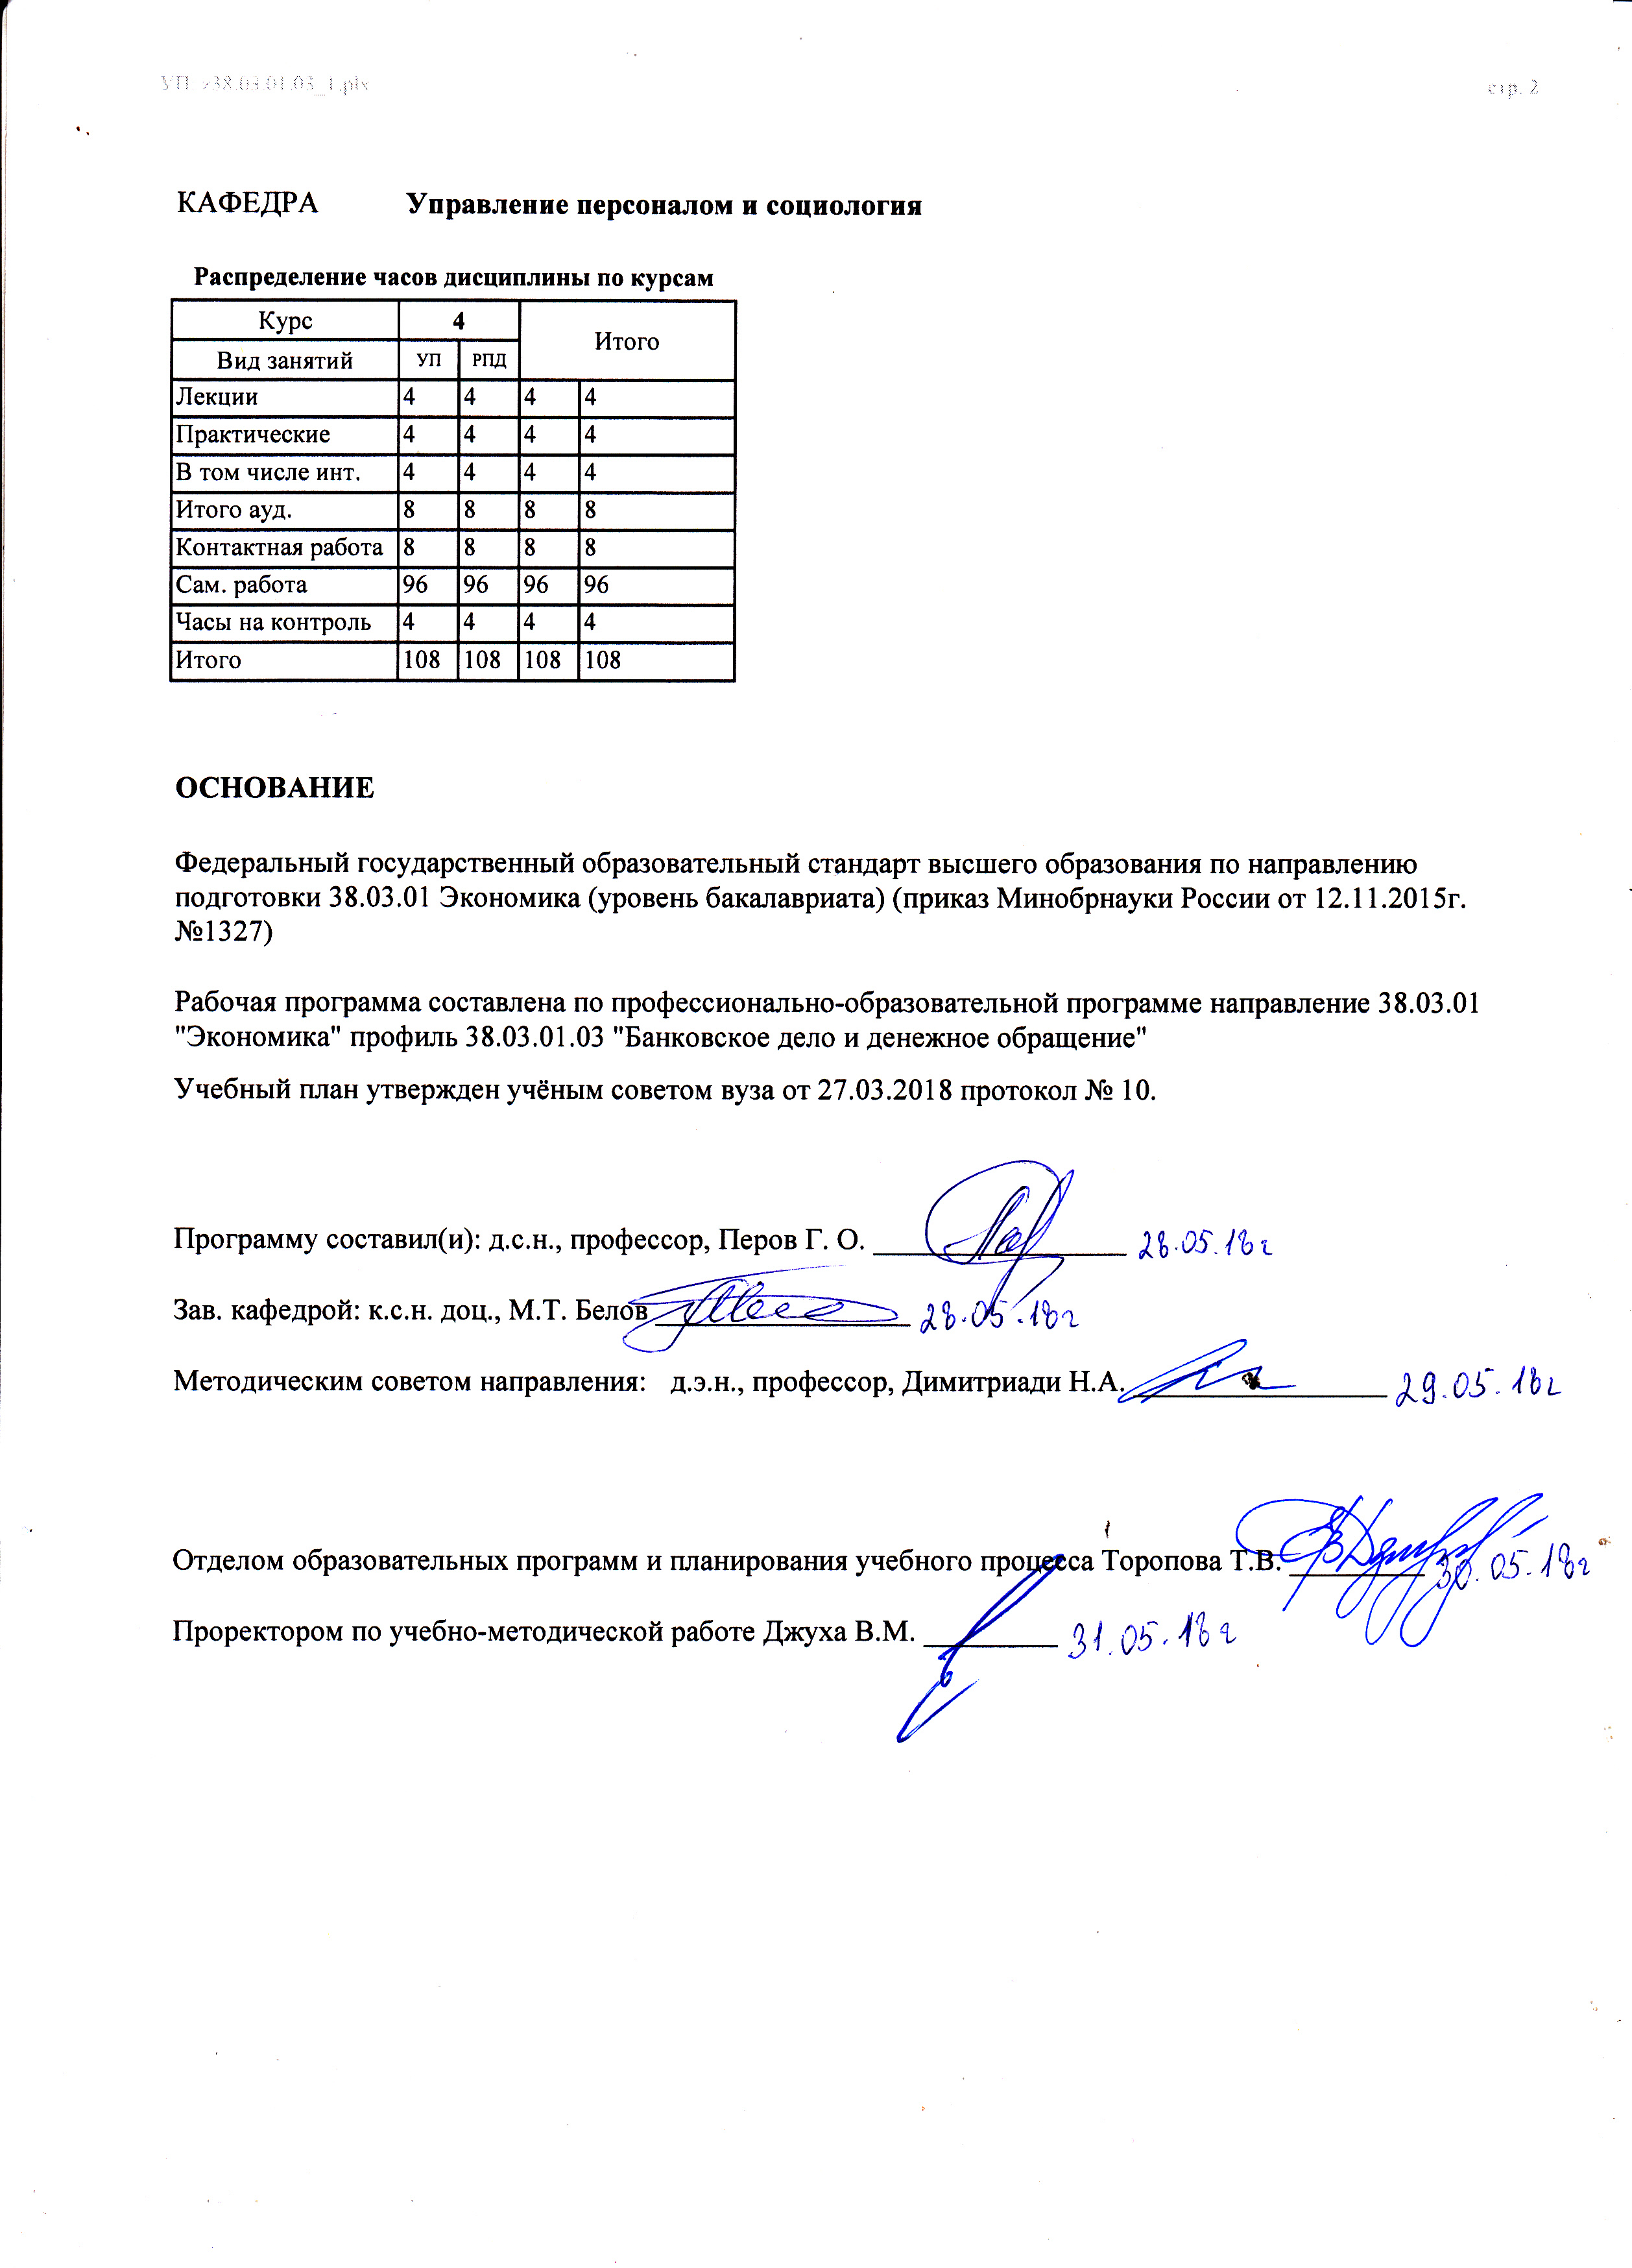 УП: z38.03.01.03_1.plx
стр. 2
КАФЕДРА Управление персоналом и социология
Распределение часов дисциплины по курсам
Курс 4 Итого
Вид занятий УП РПД
Лекции 4 4 4 4
Практические 4 4 4 4
В том числе инт. 4 4 4 4
Итого ауд. 8 8 8 8
Контактная работа 8 8 8 8
Сам. работа 96 96 96 96
Часы на контроль 4 4 4 4
Итого 108 108 108 108
ОСНОВАНИЕ
Федеральный государственный образовательный стандарт высшего образования по направлению
подготовки 38.03.01 Экономика (уровень бакалавриата) (приказ Минобрнауки России от 12.11.2015г.
№1327)
Рабочая программа составлена по профессионально-образовательной программе направление 38.03.01
"Экономика" профиль 38.03.01.03 "Банковское дело и денежное обращение"
Учебный план утвержден учёным советом вуза от 27.03.2018 протокол № 10.
Программу составил(и): д.с.н., профессор, Перов Г. О. 28.05.18г
Зав. кафедрой: к.с.н. доц., М.Т. Белов 28.05.18г
Методическим советом направления: д.э.н., профессор, Димитриади Н.А. 29.05.18г
Отделом образовательных программ и планирования учебного процесса Торопова Т.В. 30.05.18г
Проректором по учебно-методической работе Джуха В.М. 31.05.18г